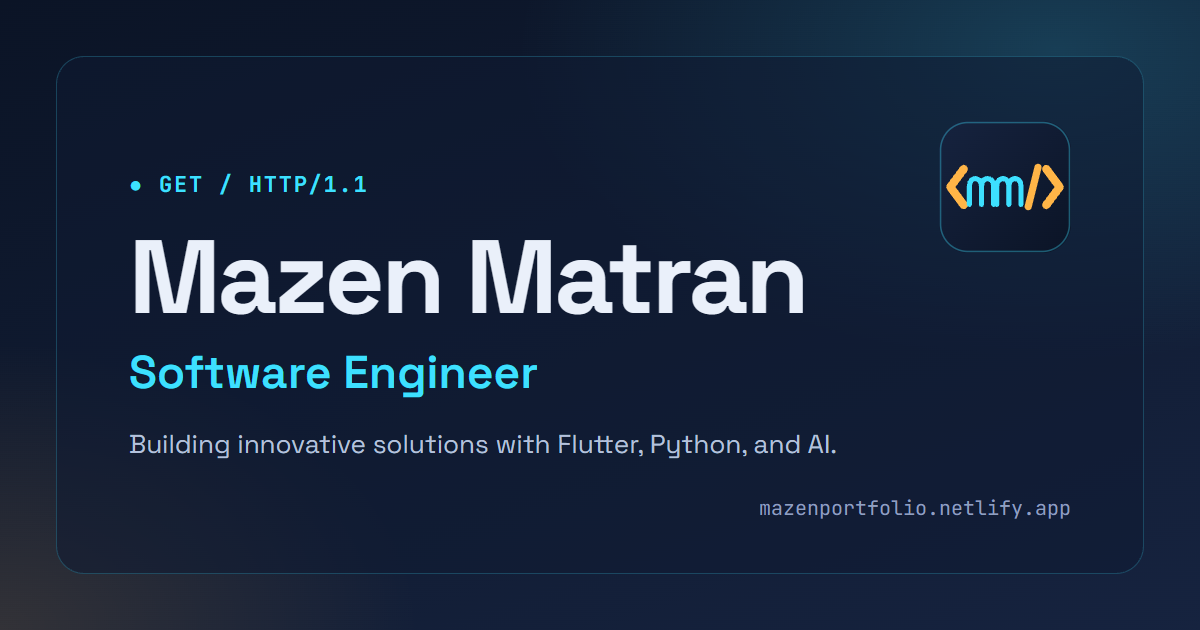 • GET / HTTP/1.1
<mm/>
Mazen Matran
Software Engineer
Building innovative solutions with Flutter, Python, and AI.
mazenportfolio.netlify.app